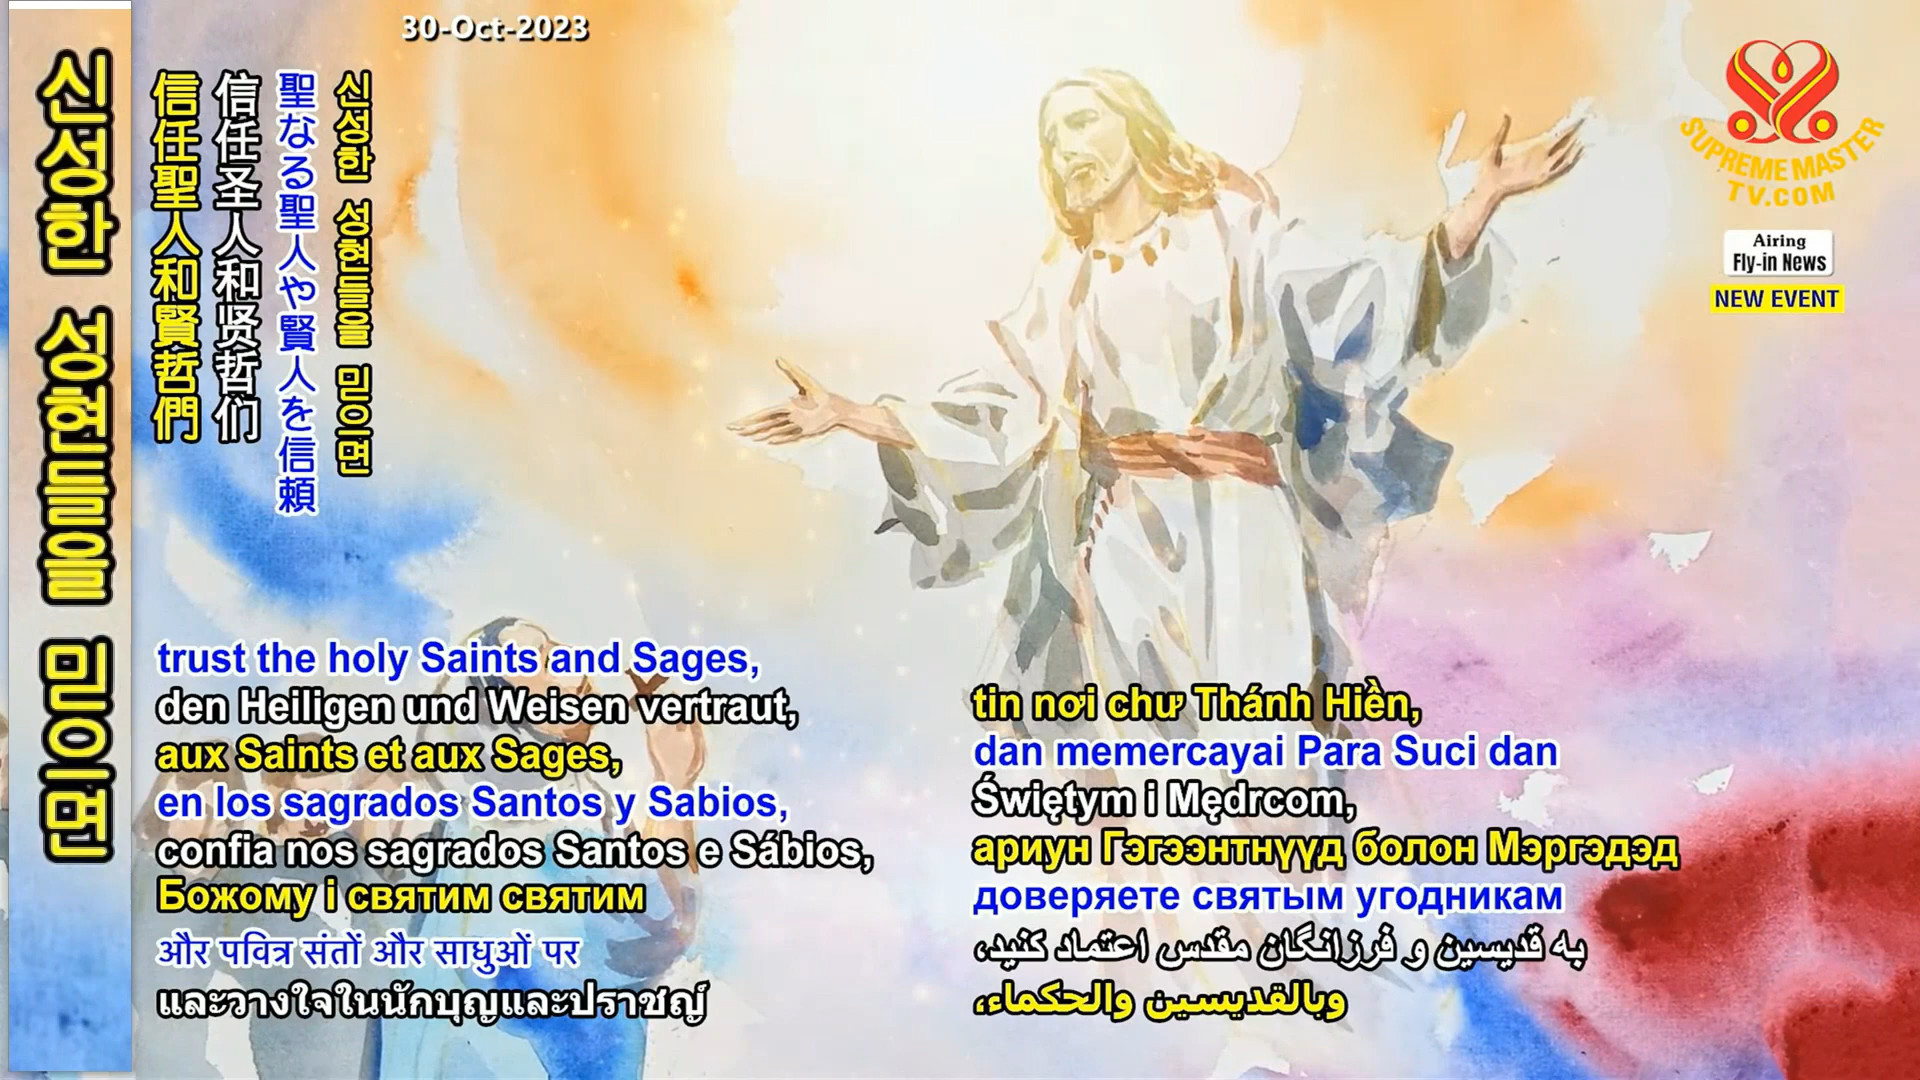 30-Oct-2023
신성한 성현들을 믿으면
信任聖人和賢哲們
信任圣人和贤哲们
聖なる聖人や賢人を信頼
신성한 성현들을 믿으면
SUPREME MASTER
TV.COM
Airing
Fly-in News
NEW EVENT
trust the holy Saints and Sages,
den Heiligen und Weisen vertraut,
aux Saints et aux Sages,
en los sagrados Santos y Sabios,
confia nos sagrados Santos e Sábios,
Божому і святим святим
और पवित्र संतों और साधुओं पर
และวางใจในนักบุญและปราชญ์
tin nơi chư Thánh Hiền,
dan memercayai Para Suci dan
Świętym i Mędrcom,
ариун Гэгээнтнүүд болон Мэргэдэд
доверяете святым угодникам
به قدیسین و فرزانگان مقدس اعتماد کنید،
وبالقديسين والحكماء،